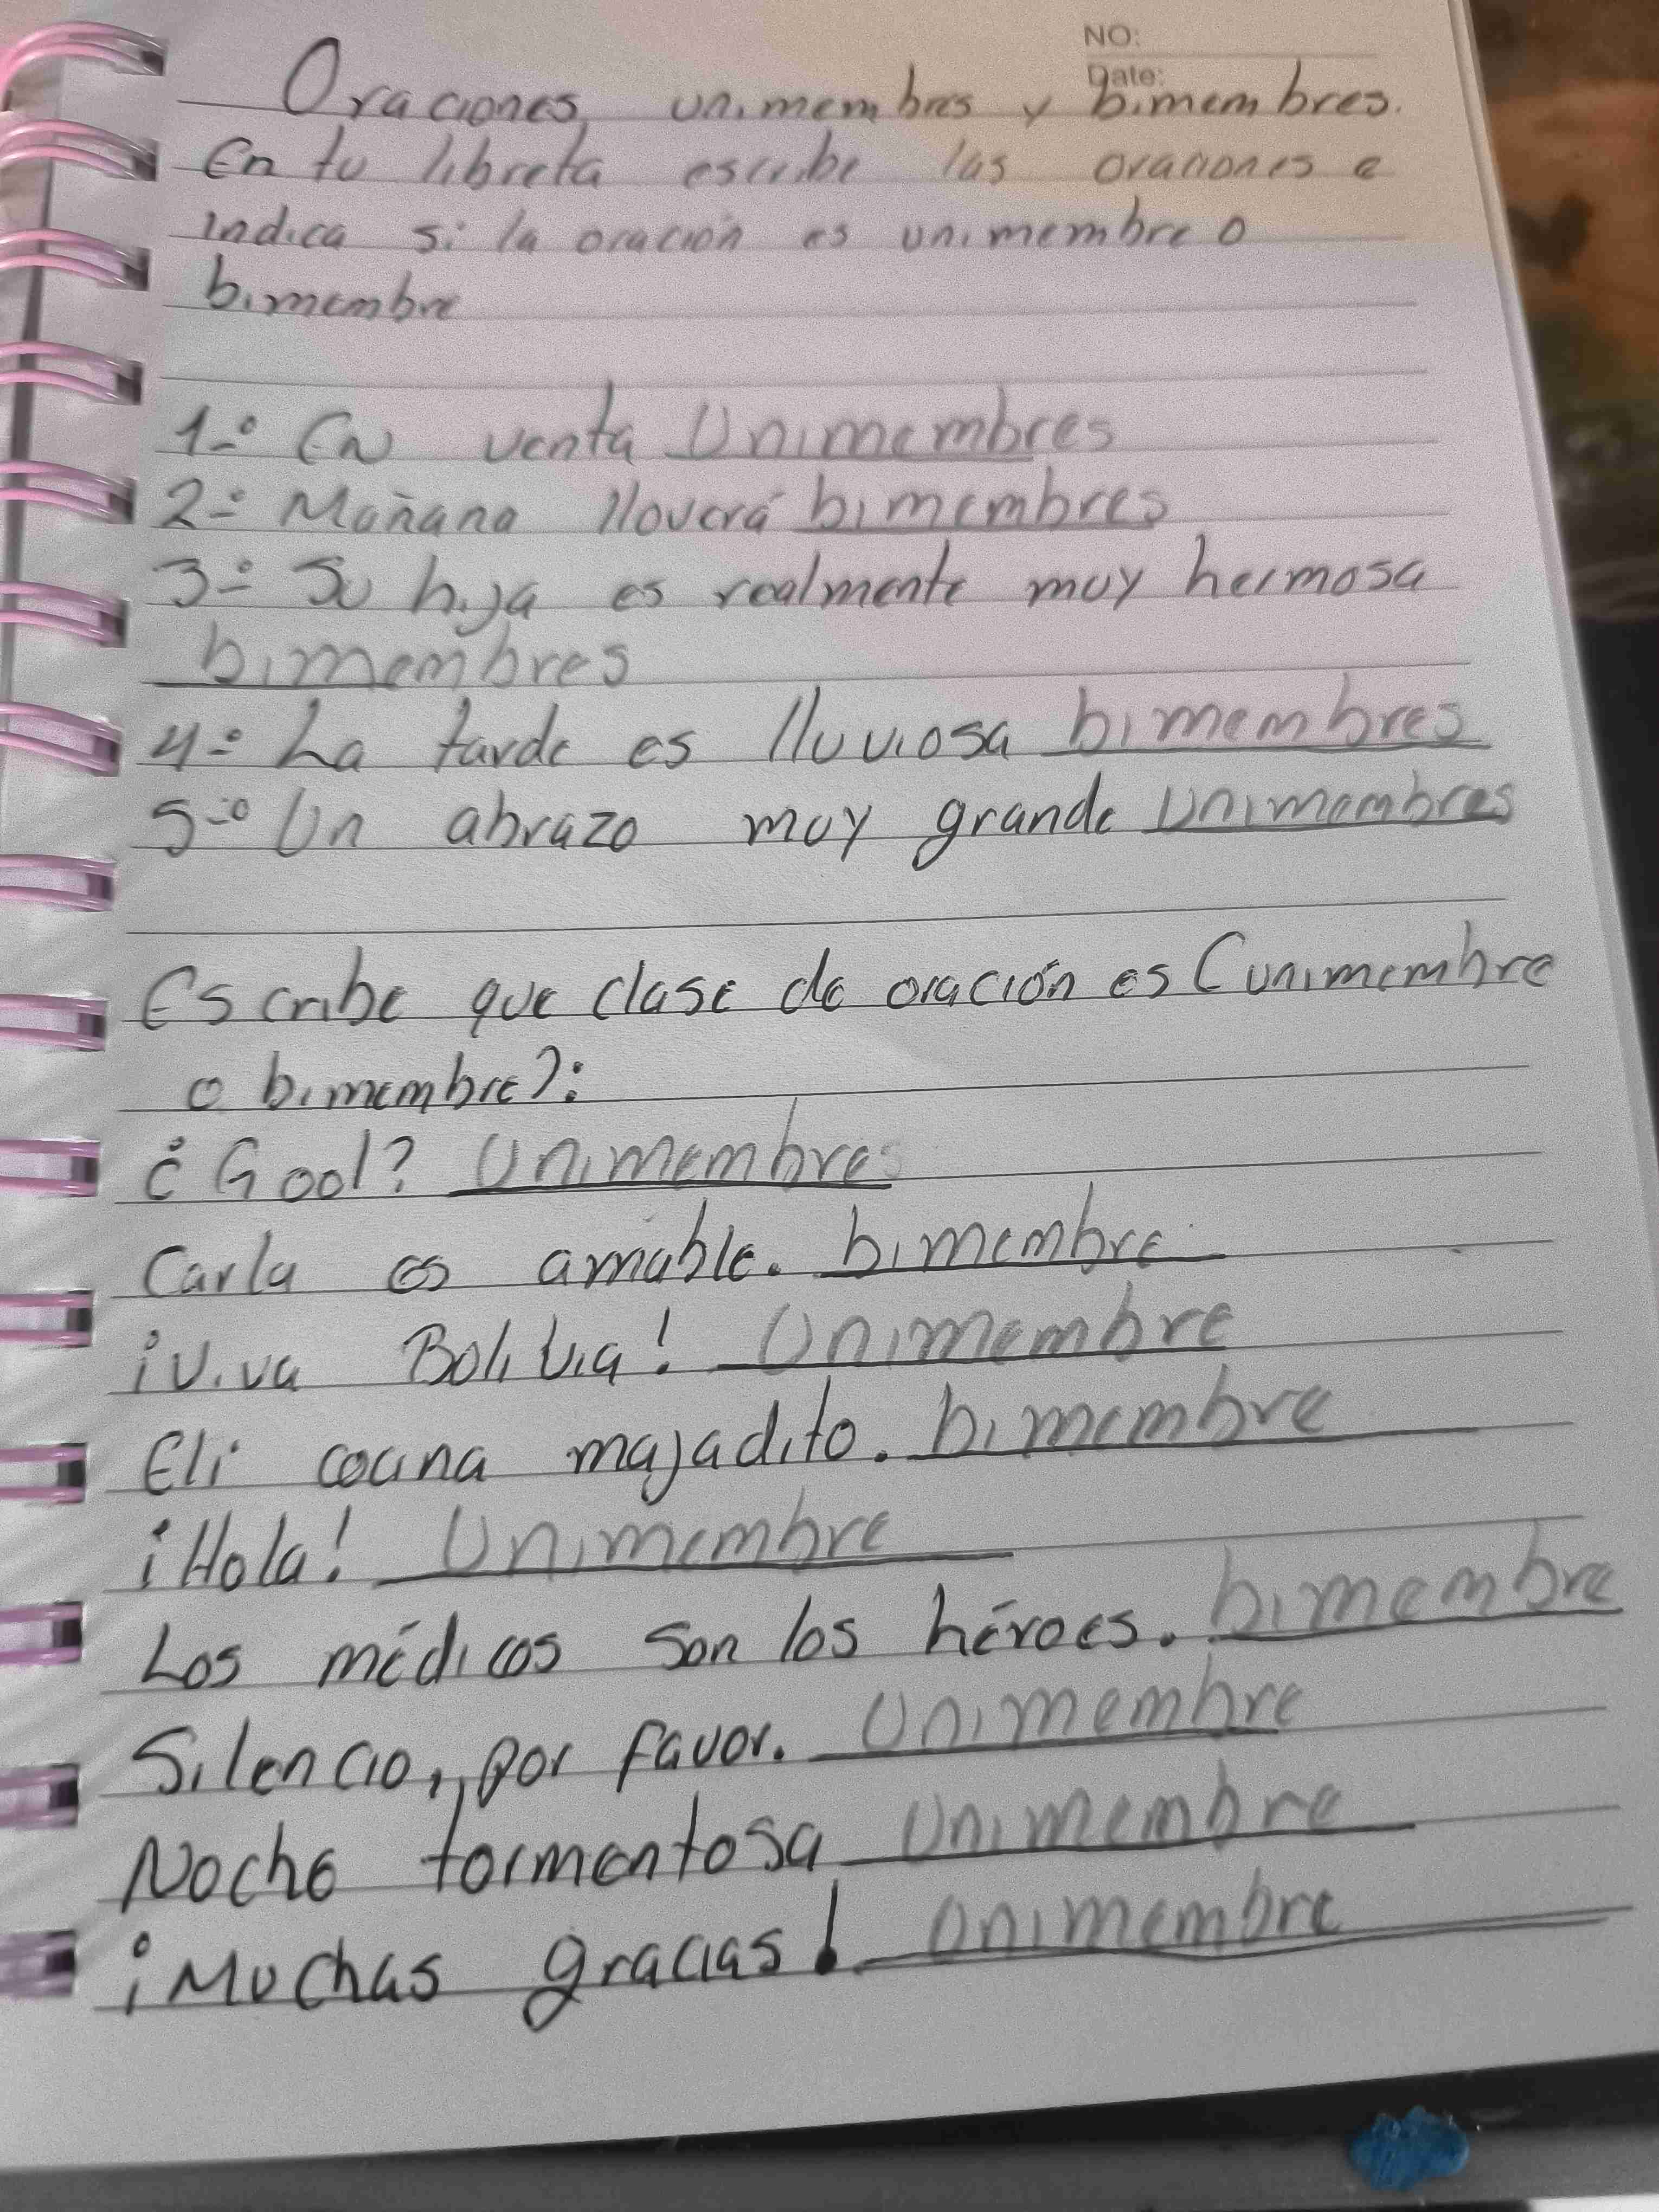 NO:
Date:
Oraciones unimembres y bimembres.
En tu libreta escribe las oraciones e
indica si la oración es unimembre o
bimembre
1-° En venta Unimembres
2-° Mañana lloverá bimembres
3-° Su hija es realmente muy hermosa
bimembres
4-° La tarde es lluviosa bimembres
5-° Un abrazo muy grande unimembres
Escribe que clase de oración es (unimembre
o bimembre):
¿Gool? Unimembres
Carla es amable. bimembre
¡Viva Bolivia! Unimembre
Eli cocina majadito. bimembre
¡Hola! Unimembre
Los médicos son los héroes. bimembre
Silencio, por favor. Unimembre
Noche tormentosa Unimembre
¡Muchas gracias! Unimembre